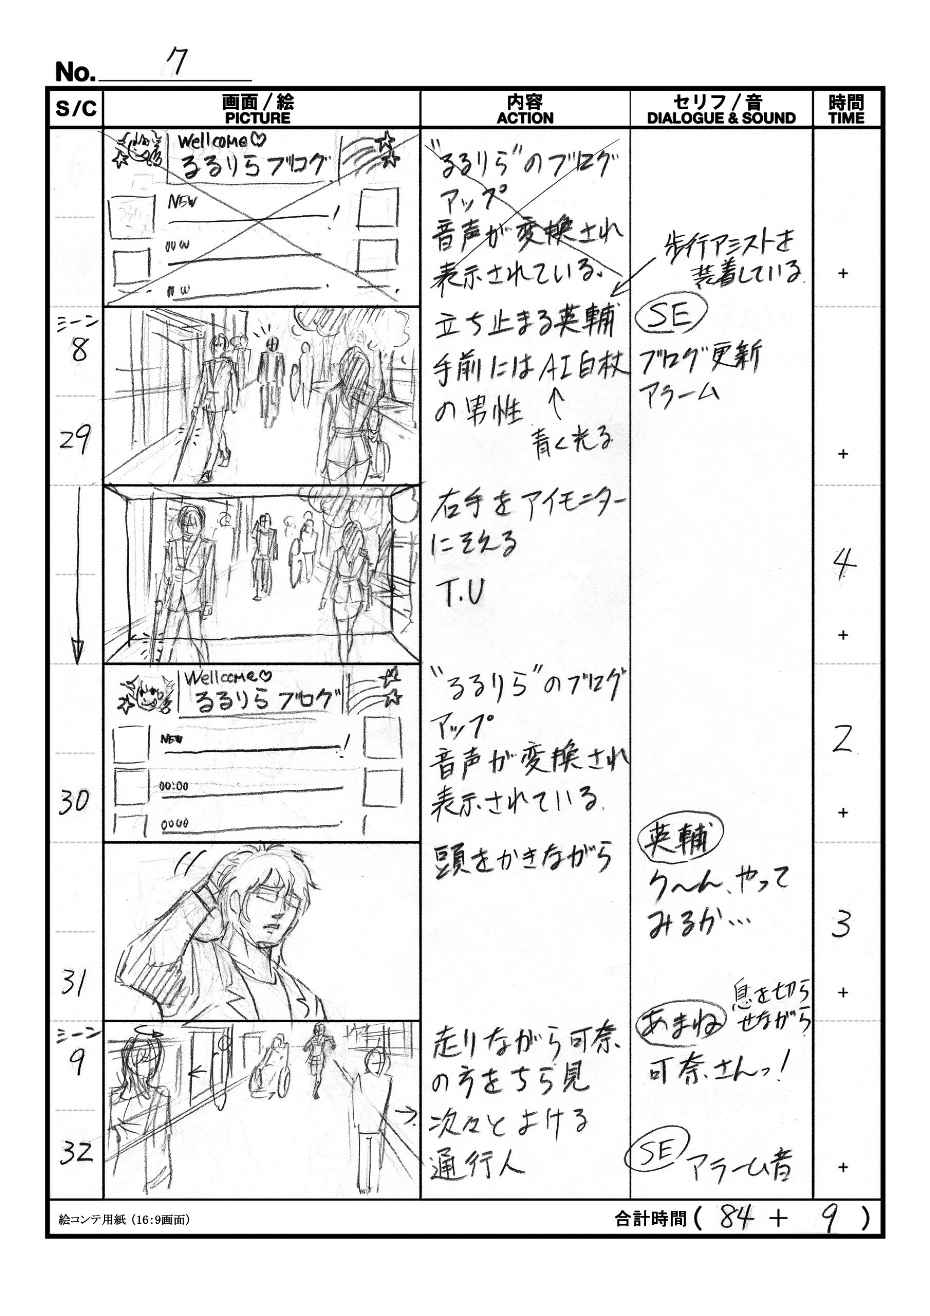 No. 7
S/C
画面/絵
PICTURE
内容
ACTION
セリフ/音
DIALOGUE & SOUND
時間
TIME
Wellcome♡
るるりらブログ
NEW
"るるりら"のブログ
アップ
音声が変換され
表示されている。
歩行アシストを
装着している
+
シーン
8
29
立ち止まる英輔
手前にはAI白杖
の男性
↑
青く光る
SE
ブログ更新
アラーム
+
右手をアイモニター
にそえる
T.U
4
+
30
Wellcome♡
るるりらブログ
NEW
00:00
"るるりら"のブログ
アップ
音声が変換され
表示されている
2
+
31
頭をかきながら
英輔
う〜ん、やって
みるか…
3
+
シーン
9
32
走りながら可奈
の方をちら見
次々とよける
通行人
あまね
息を切ら
せながら
可奈さんっ!
SE
アラーム音
+
絵コンテ用紙(16:9画面)
合計時間(84+9)